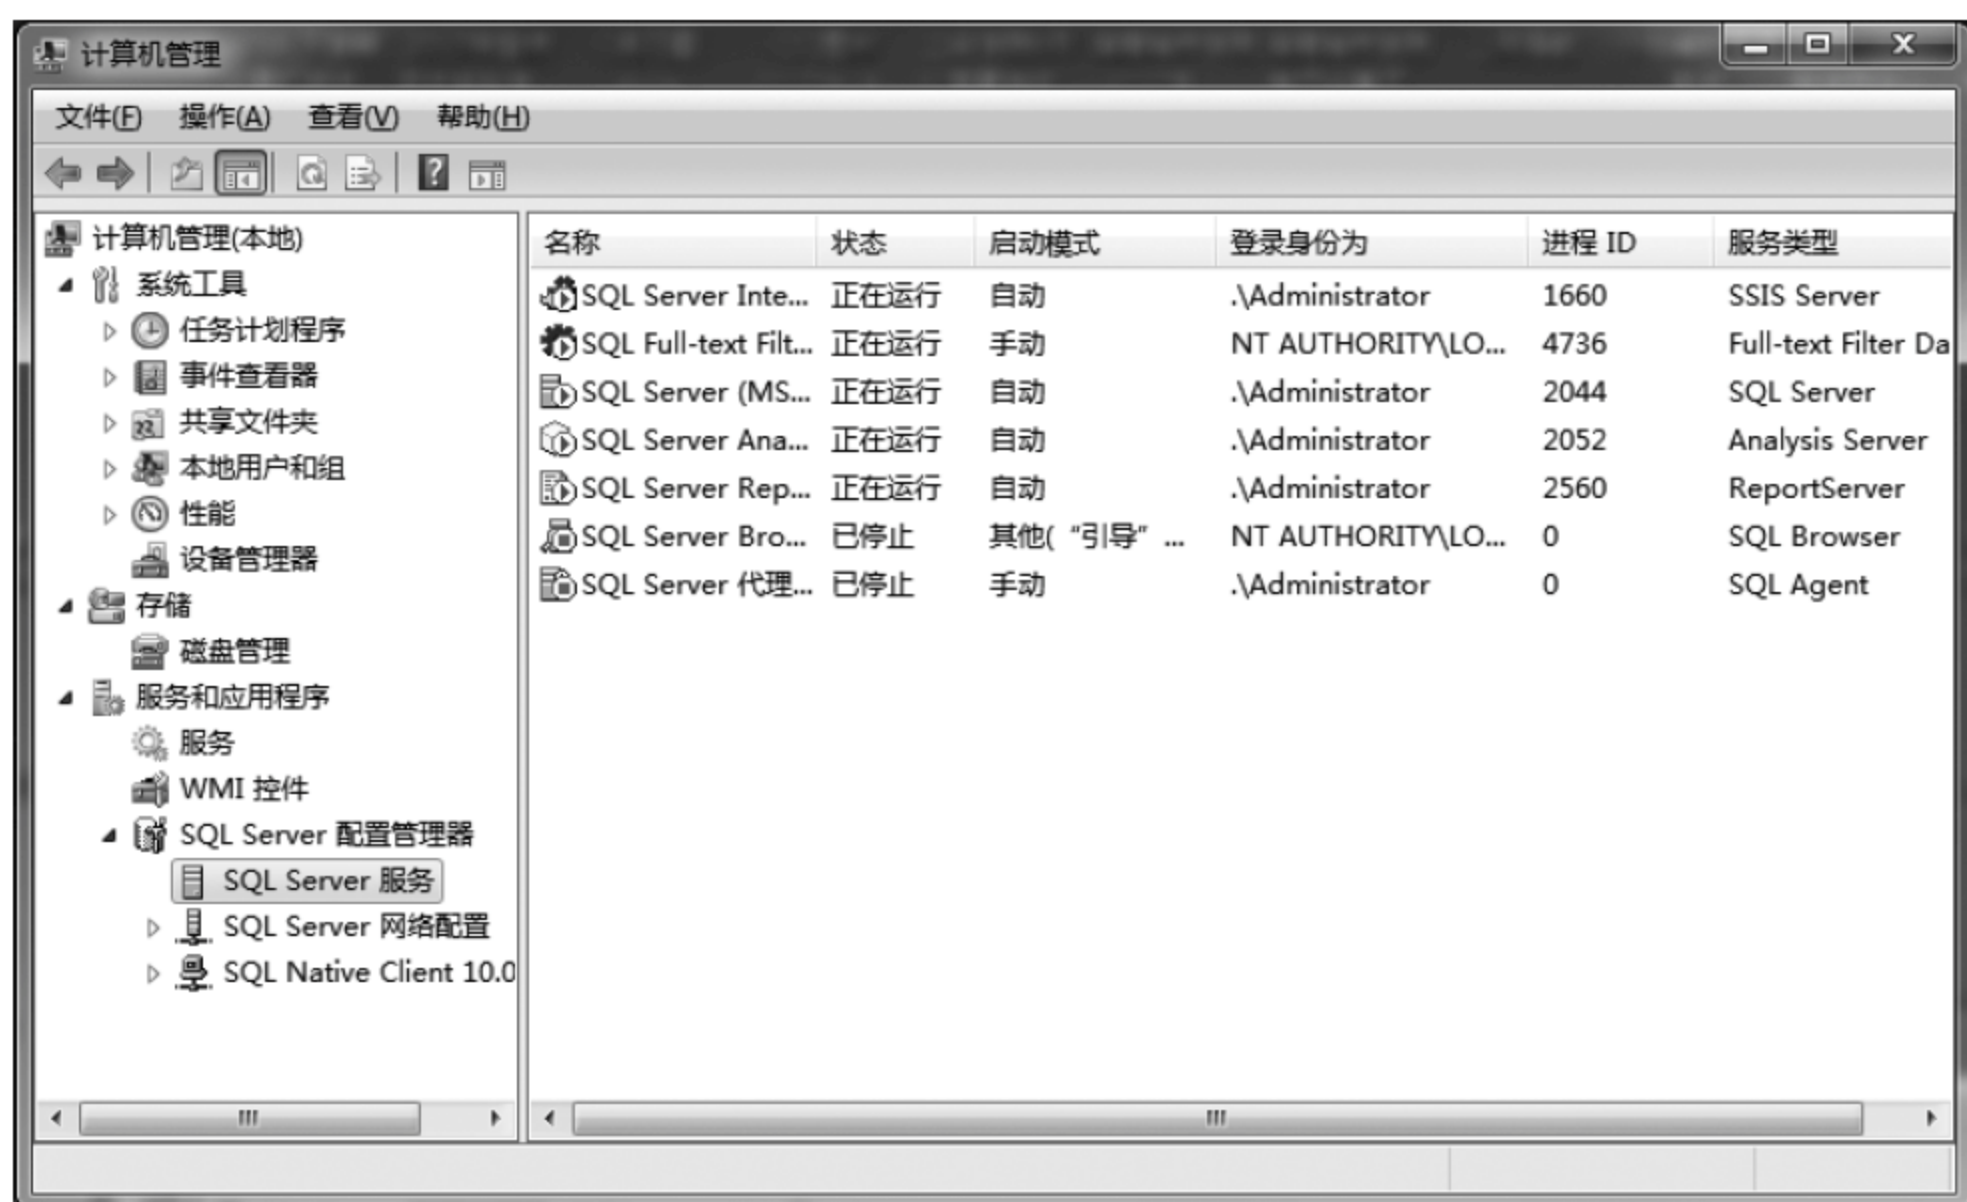 计算机管理
文件(F) 操作(A) 查看(V) 帮助(H)
计算机管理(本地)
系统工具
任务计划程序
事件查看器
共享文件夹
本地用户和组
性能
设备管理器
存储
磁盘管理
服务和应用程序
服务
WMI 控件
SQL Server 配置管理器
SQL Server 服务
SQL Server 网络配置
SQL Native Client 10.0
名称 状态 启动模式 登录身份为 进程 ID 服务类型
SQL Server Inte... 正在运行 自动 .\Administrator 1660 SSIS Server
SQL Full-text Filt... 正在运行 手动 NT AUTHORITY\LO... 4736 Full-text Filter Da
SQL Server (MS... 正在运行 自动 .\Administrator 2044 SQL Server
SQL Server Ana... 正在运行 自动 .\Administrator 2052 Analysis Server
SQL Server Rep... 正在运行 自动 .\Administrator 2560 ReportServer
SQL Server Bro... 已停止 其他(“引导” ... NT AUTHORITY\LO... 0 SQL Browser
SQL Server 代理... 已停止 手动 .\Administrator 0 SQL Agent